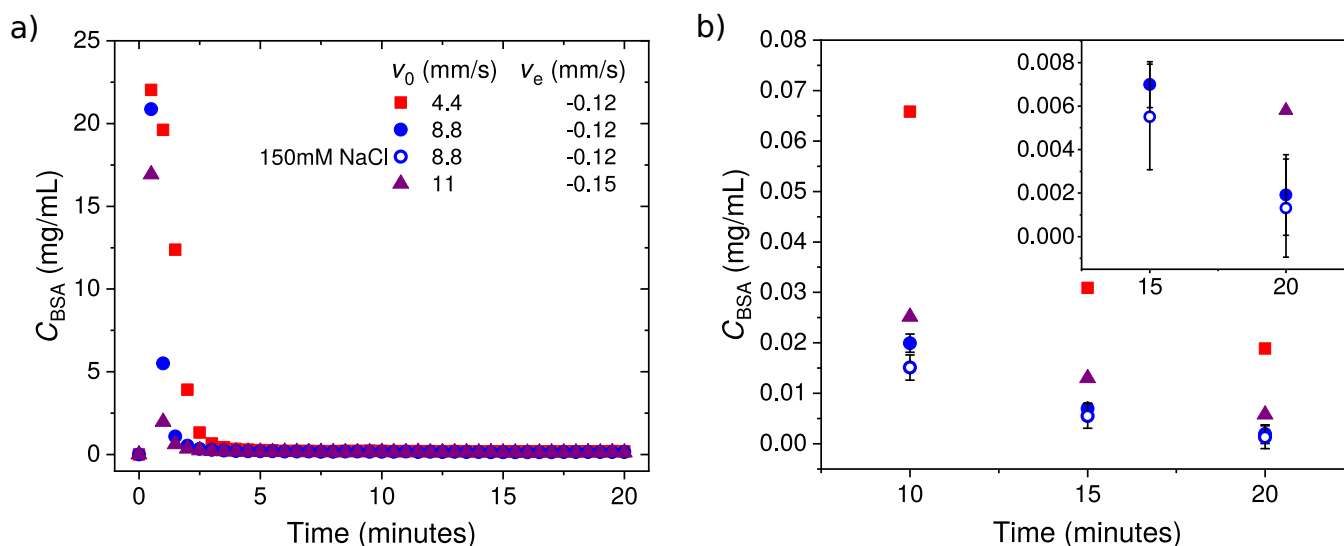 a)
25
20
15
10
5
0
C_BSA (mg/mL)
v_0 (mm/s) v_e (mm/s)
4.4 -0.12
8.8 -0.12
150mM NaCl 8.8 -0.12
11 -0.15
0 5 10 15 20
Time (minutes)
b)
0.08
0.07
0.06
0.05
0.04
0.03
0.02
0.01
0.00
C_BSA (mg/mL)
0.008
0.006
0.004
0.002
0.000
15 20
10 15 20
Time (minutes)